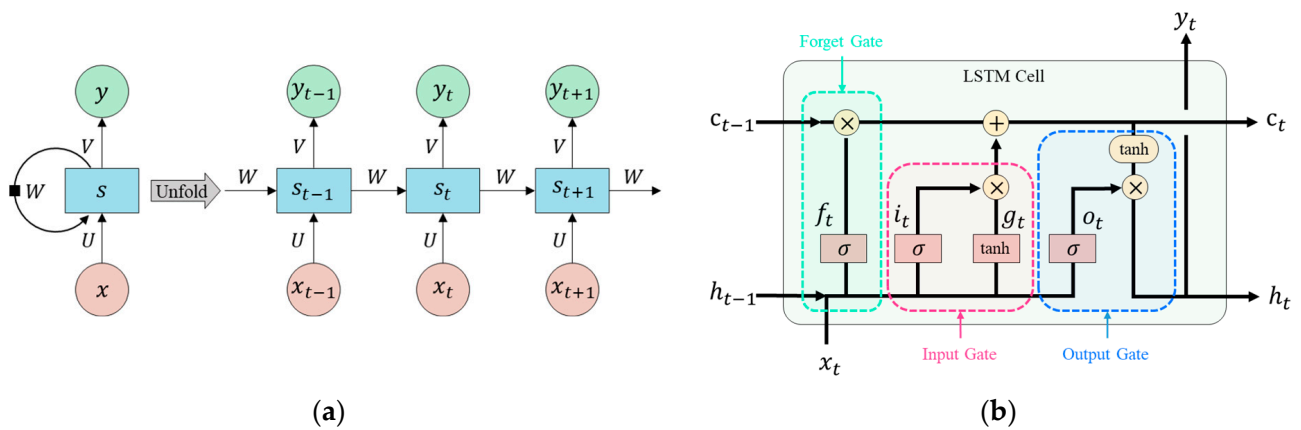 y
V
W
s
U
x
(a)
Unfold
y_{t−1} y_t y_{t+1}
V V V
W s_{t−1} W s_t W s_{t+1} W
U U U
x_{t−1} x_t x_{t+1}
y_t
Forget Gate
LSTM Cell
c_{t−1} × + c_t
tanh
× ×
f_t i_t g_t o_t
σ σ tanh σ
h_{t−1} h_t
Input Gate Output Gate
x_t
(b)